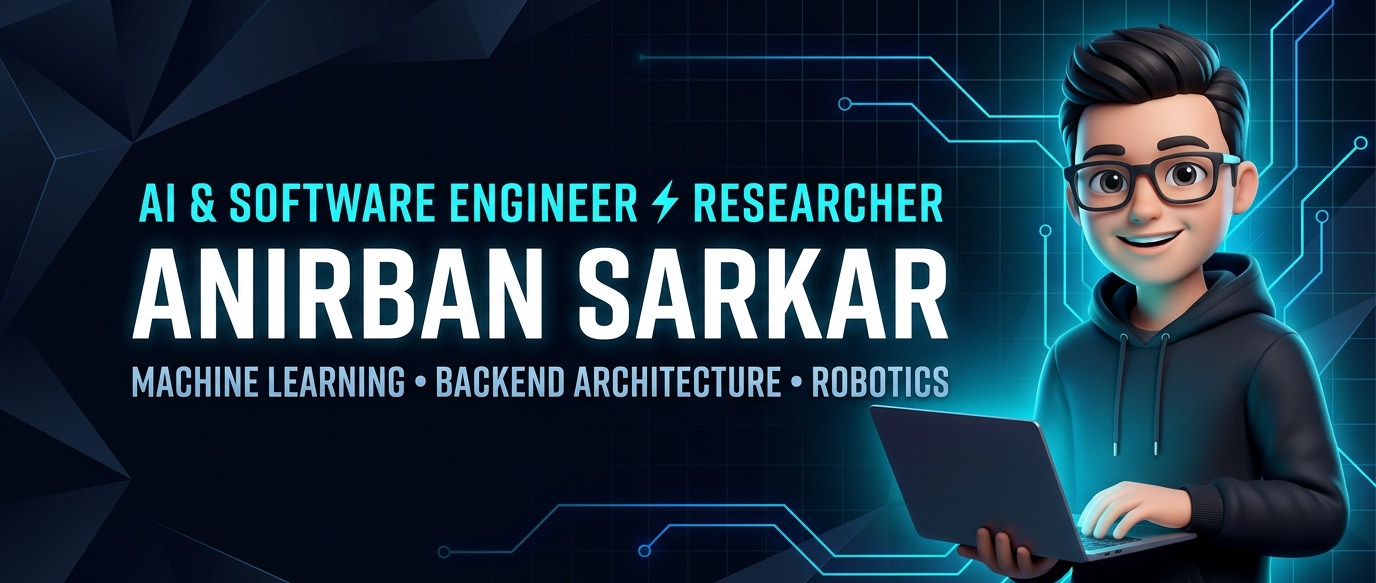 AI & SOFTWARE ENGINEER ⚡ RESEARCHER
ANIRBAN SARKAR
MACHINE LEARNING • BACKEND ARCHITECTURE • ROBOTICS